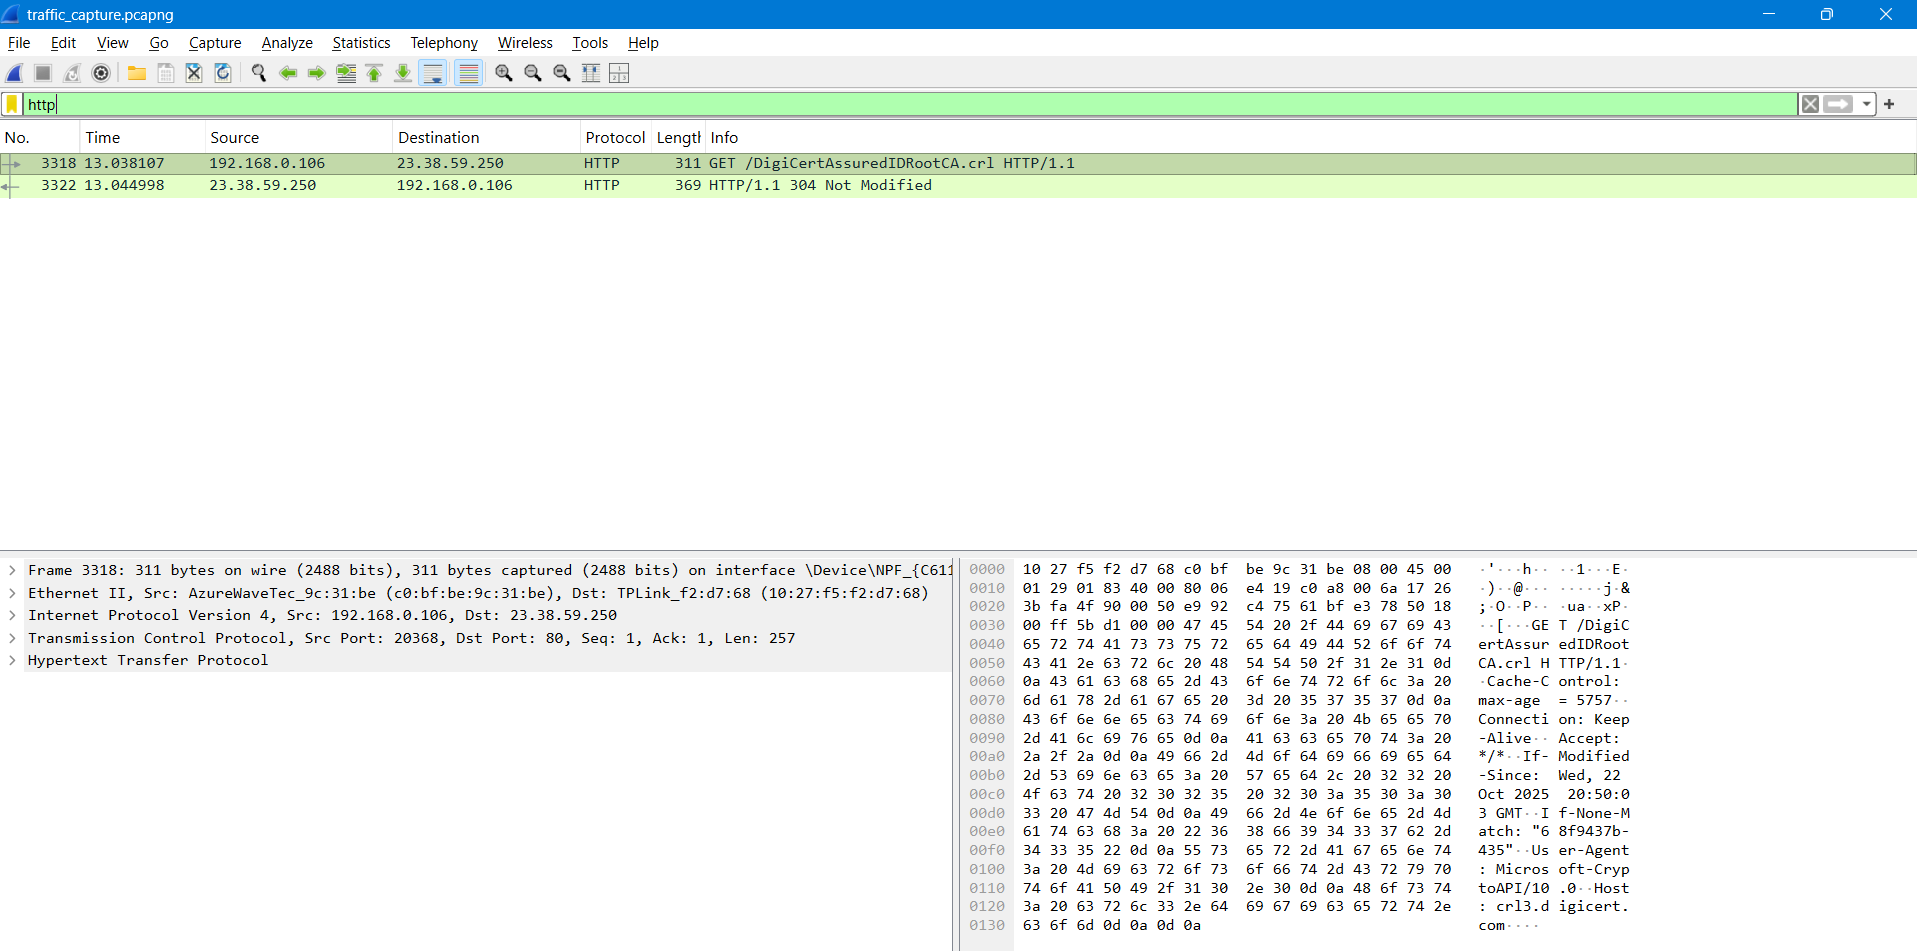 traffic_capture.pcapng
File Edit View Go Capture Analyze Statistics Telephony Wireless Tools Help
http
No. Time Source Destination Protocol Length Info
3318 13.038107 192.168.0.106 23.38.59.250 HTTP 311 GET /DigiCertAssuredIDRootCA.crl HTTP/1.1
3322 13.044998 23.38.59.250 192.168.0.106 HTTP 369 HTTP/1.1 304 Not Modified
Frame 3318: 311 bytes on wire (2488 bits), 311 bytes captured (2488 bits) on interface \Device\NPF_{C611
Ethernet II, Src: AzureWaveTec_9c:31:be (c0:bf:be:9c:31:be), Dst: TPLink_f2:d7:68 (10:27:f5:f2:d7:68)
Internet Protocol Version 4, Src: 192.168.0.106, Dst: 23.38.59.250
Transmission Control Protocol, Src Port: 20368, Dst Port: 80, Seq: 1, Ack: 1, Len: 257
Hypertext Transfer Protocol
0000 10 27 f5 f2 d7 68 c0 bf be 9c 31 be 08 00 45 00 ·'···h·· ··1···E·
0010 01 29 01 83 40 00 80 06 e4 19 c0 a8 00 6a 17 26 ·)··@··· ·····j·&
0020 3b fa 4f 90 00 50 e9 92 c4 75 61 bf e3 78 50 18 ;·O··P·· ·ua··xP·
0030 00 ff 5b d1 00 00 47 45 54 20 2f 44 69 67 69 43 ··[···GE T /DigiC
0040 65 72 74 41 73 73 75 72 65 64 49 44 52 6f 6f 74 ertAssur edIDRoot
0050 43 41 2e 63 72 6c 20 48 54 54 50 2f 31 2e 31 0d CA.crl H TTP/1.1·
0060 0a 43 61 63 68 65 2d 43 6f 6e 74 72 6f 6c 3a 20 ·Cache-C ontrol:
0070 6d 61 78 2d 61 67 65 20 3d 20 35 37 35 37 0d 0a max-age = 5757··
0080 43 6f 6e 6e 65 63 74 69 6f 6e 3a 20 4b 65 65 70 Connecti on: Keep
0090 2d 41 6c 69 76 65 0d 0a 41 63 63 65 70 74 3a 20 -Alive·· Accept:
00a0 2a 2f 2a 0d 0a 49 66 2d 4d 6f 64 69 66 69 65 64 */*··If- Modified
00b0 2d 53 69 6e 63 65 3a 20 57 65 64 2c 20 32 32 20 -Since: Wed, 22
00c0 4f 63 74 20 32 30 32 35 20 32 30 3a 35 30 3a 30 Oct 2025 20:50:0
00d0 33 20 47 4d 54 0d 0a 49 66 2d 4e 6f 6e 65 2d 4d 3 GMT··I f-None-M
00e0 61 74 63 68 3a 20 22 36 38 66 39 34 33 37 62 2d atch: "6 8f9437b-
00f0 34 33 35 22 0d 0a 55 73 65 72 2d 41 67 65 6e 74 435"··Us er-Agent
0100 3a 20 4d 69 63 72 6f 73 6f 66 74 2d 43 72 79 70 : Micros oft-Cryp
0110 74 6f 41 50 49 2f 31 30 2e 30 0d 0a 48 6f 73 74 toAPI/10 .0··Host
0120 3a 20 63 72 6c 33 2e 64 69 67 69 63 65 72 74 2e : crl3.d igicert.
0130 63 6f 6d 0d 0a 0d 0a com····